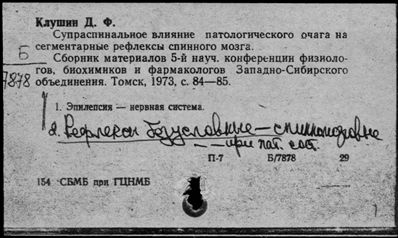 Клушин Д. Ф.
Супраспинальное влияние патологического очага на
сегментарные рефлексы спинного мозга.
Б
Сборник материалов 5-й науч. конференции физиоло-
7878
гов, биохимиков и фармакологов Западно-Сибирского
объединения. Томск, 1973, с. 84—85.
1. Эпилепсия — нервная система.
2. Рефлексы безусловные — спинномозговые
— — при пат. сост.
П-7 Б/7878 29
154 СБМБ при ГЦНМБ